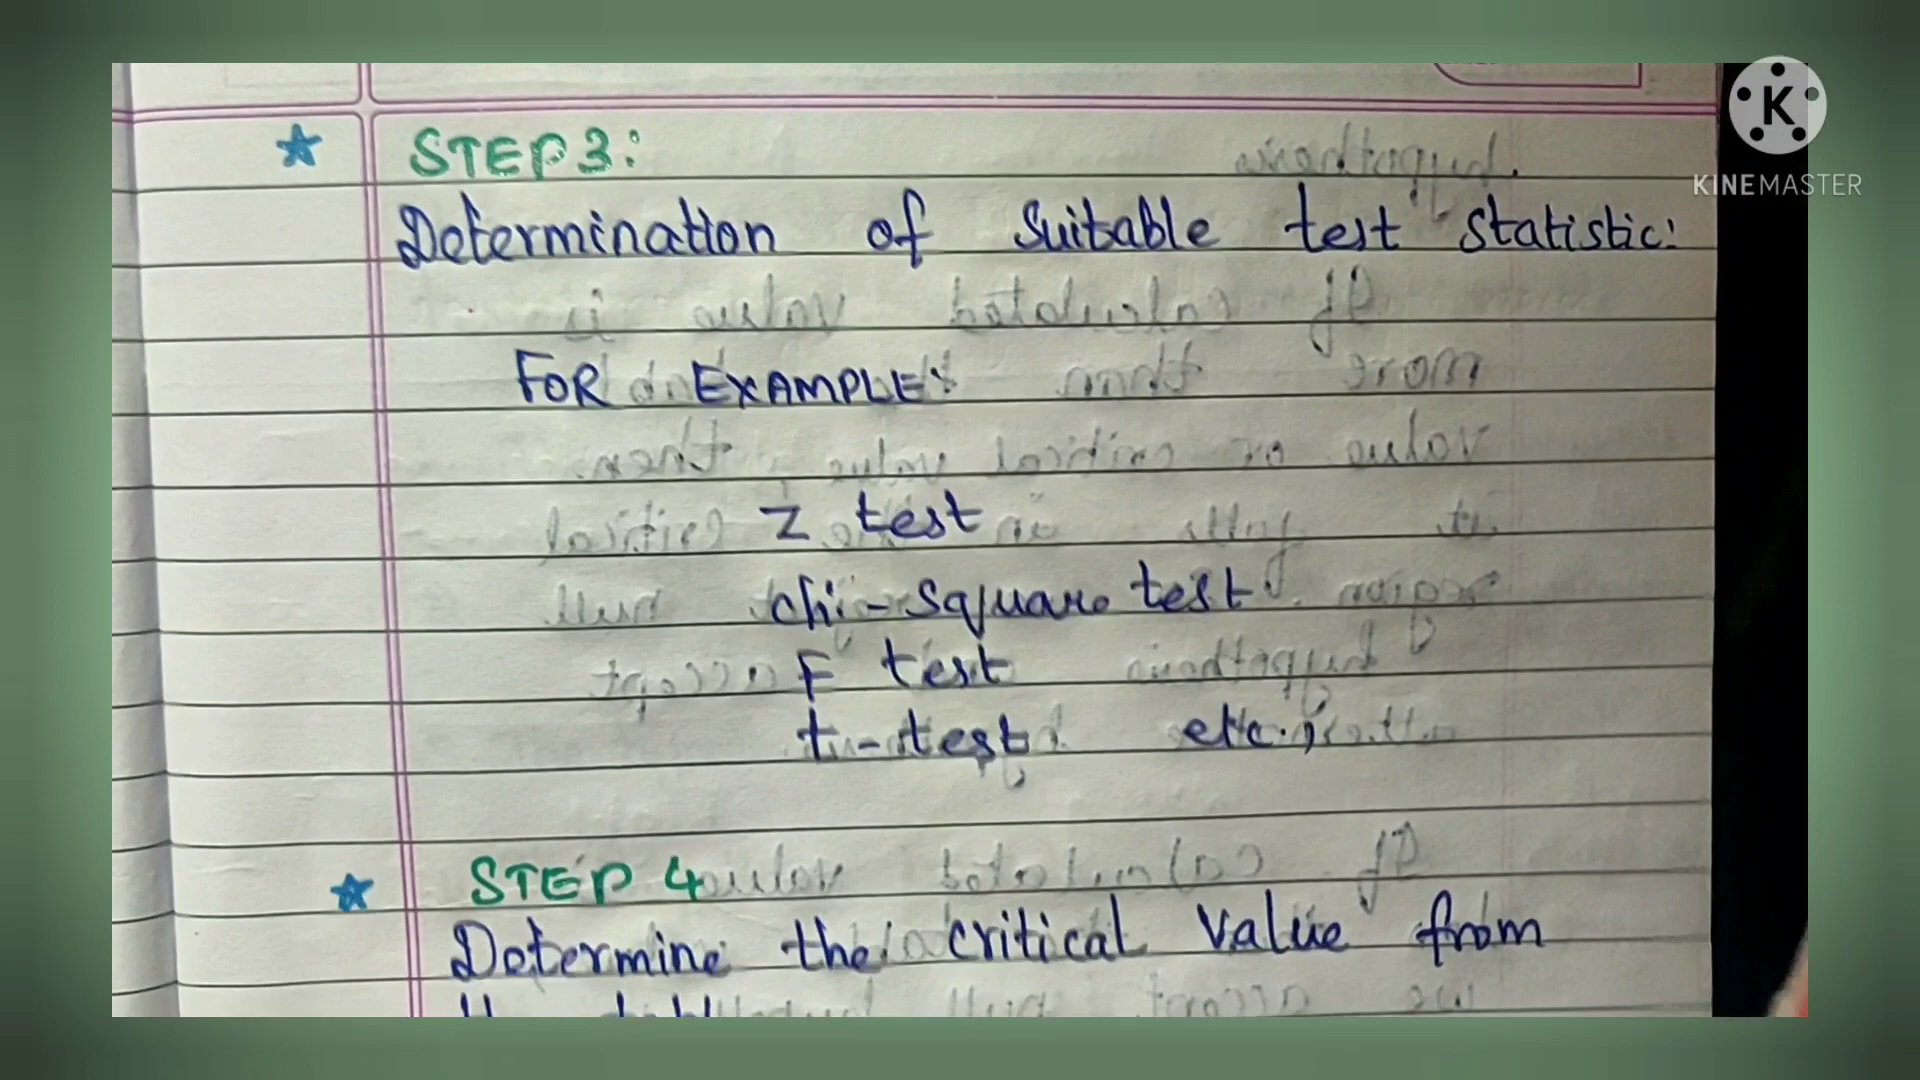 STEP 3:
Determination of Suitable test Statistic:
FOR EXAMPLE:
Z test
chi-square test
F test
t-test etc.,
STEP 4
Determine the critical value from
KINEMASTER